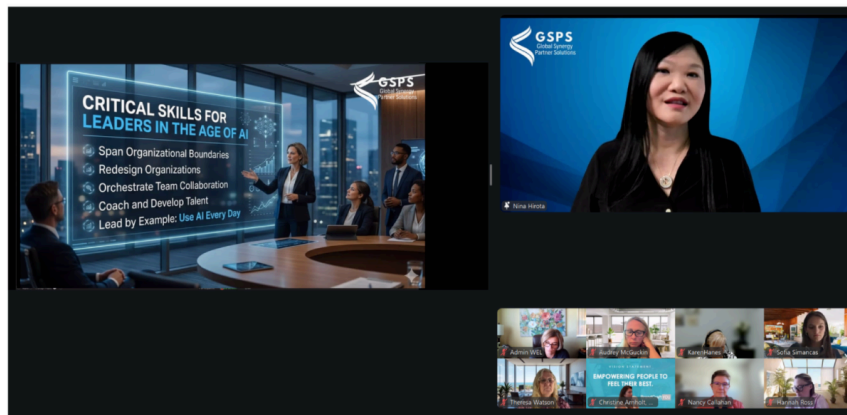 GSPS
Global Synergy
Partner Solutions
CRITICAL SKILLS FOR
LEADERS IN THE AGE OF AI
Span Organizational Boundaries
Redesign Organizations
Orchestrate Team Collaboration
Coach and Develop Talent
Lead by Example: Use AI Every Day
GSPS
Global Synergy
Partner Solutions
Nina Hirota
Admin WEL
Audrey McGuckin
Karen Hanes
Sofia Simancas
EMPOWERING PEOPLE TO
FEEL THEIR BEST.
Theresa Watson
Nancy Callahan
Hannah Ross